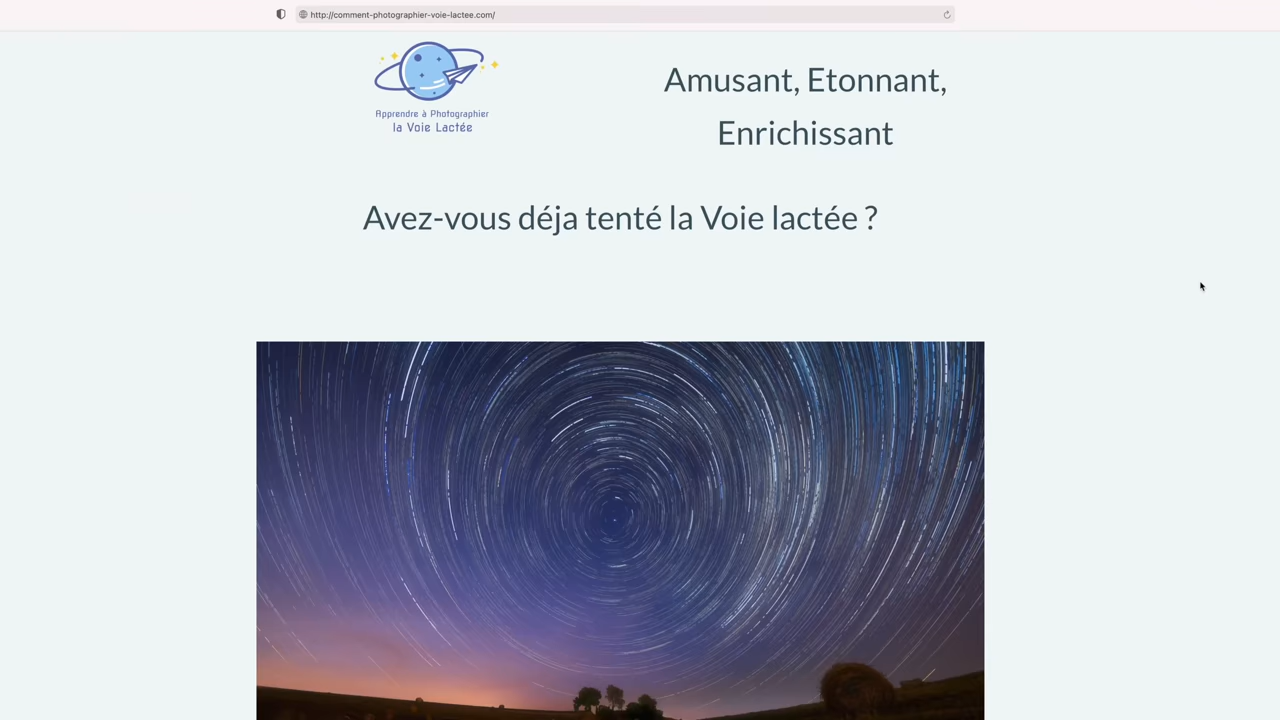 http://comment-photographier-voie-lactee.com/
Apprendre à Photographier
la Voie Lactée
Amusant, Etonnant,
Enrichissant
Avez-vous déja tenté la Voie lactée ?